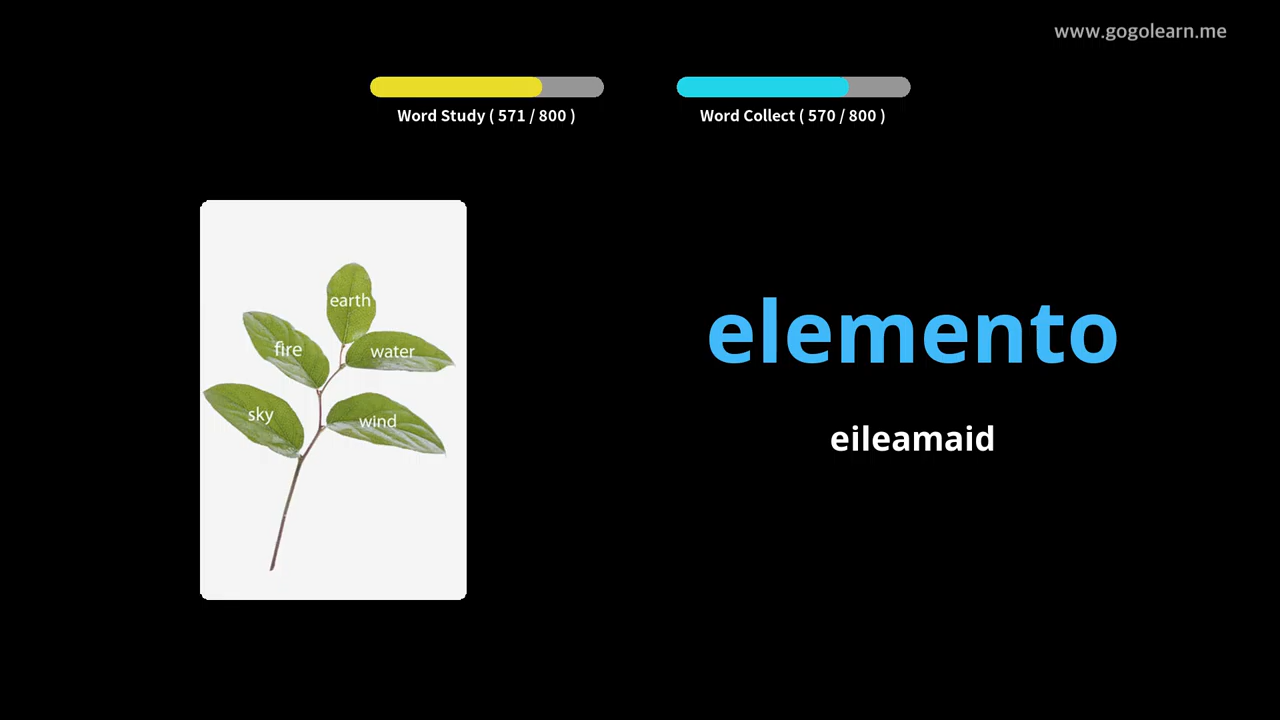 www.gogolearn.me
Word Study ( 571 / 800 )
Word Collect ( 570 / 800 )
earth
fire
water
sky
wind
elemento
eileamaid